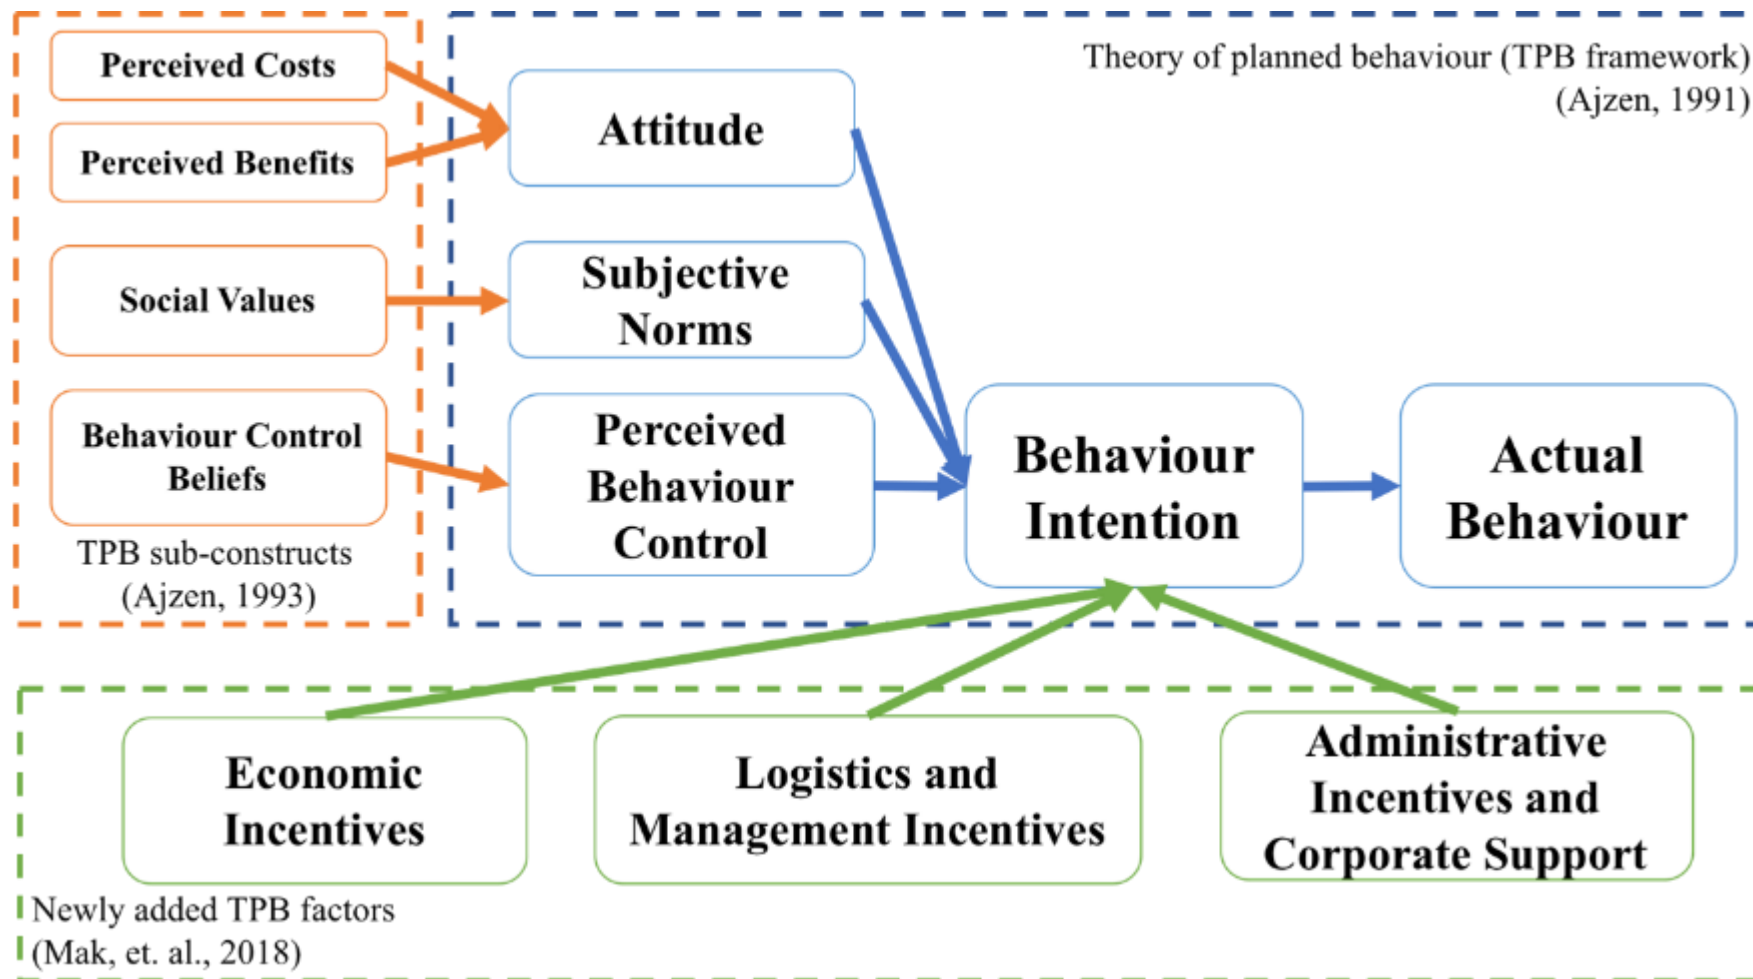 Perceived Costs
Perceived Benefits
Social Values
Behaviour Control
Beliefs
TPB sub-constructs
(Ajzen, 1993)
Theory of planned behaviour (TPB framework)
(Ajzen, 1991)
Attitude
Subjective
Norms
Perceived
Behaviour
Control
Behaviour
Intention
Actual
Behaviour
Economic
Incentives
Logistics and
Management Incentives
Administrative
Incentives and
Corporate Support
Newly added TPB factors
(Mak, et. al., 2018)